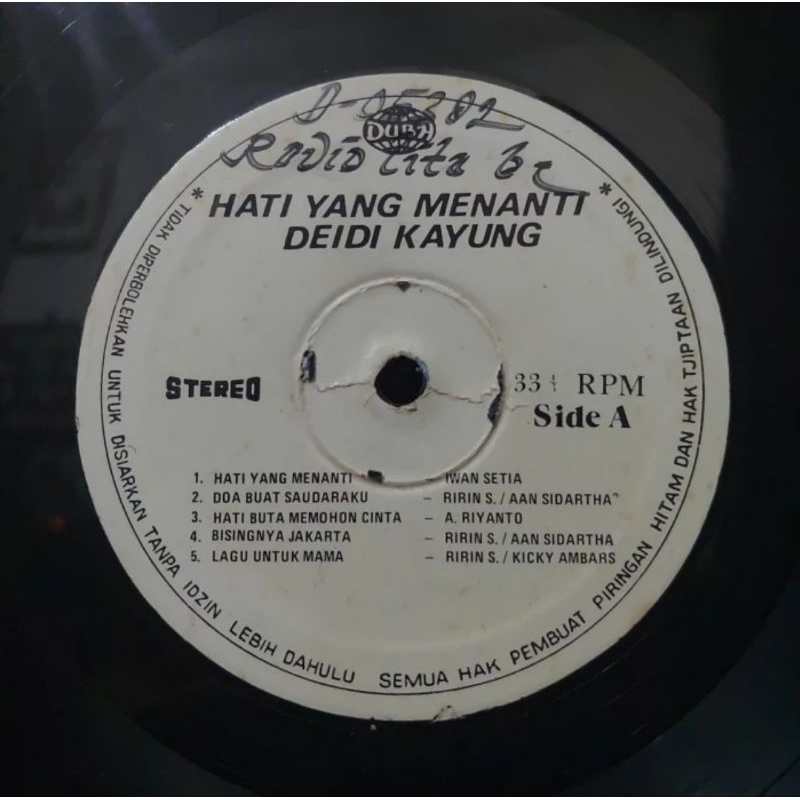 DUBA
HATI YANG MENANTI
DEIDI KAYUNG
STEREO
33 1/3 RPM
Side A
1. HATI YANG MENANTI – IWAN SETIA
2. DOA BUAT SAUDARAKU – RIRIN S. / AAN SIDARTHA
3. HATI BUTA MEMOHON CINTA – A. RIYANTO
4. BISINGNYA JAKARTA – RIRIN S. / AAN SIDARTHA
5. LAGU UNTUK MAMA – RIRIN S. / KICKY AMBARS
* TIDAK DIPERBOLEHKAN UNTUK DISIARKAN TANPA IDZIN LEBIH DAHULU SEMUA HAK PEMBUAT PIRINGAN HITAM DAN HAK TJIPTAAN DILINDUNGI *